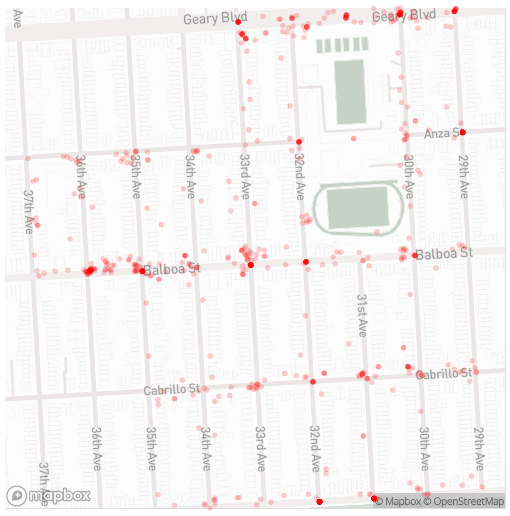 Ave
Geary Blvd
Geary Blvd
Anza S
36th Ave
35th Ave
34th Ave
33rd Ave
32nd Ave
30th Ave
29th Ave
37th Ave
Balboa St
Balboa St
31st Ave
Cabrillo St
Cabrillo St
36th Ave
35th Ave
34th Ave
33rd Ave
32nd Ave
30th Ave
29th Ave
37th Ave
mapbox
© Mapbox © OpenStreetMap